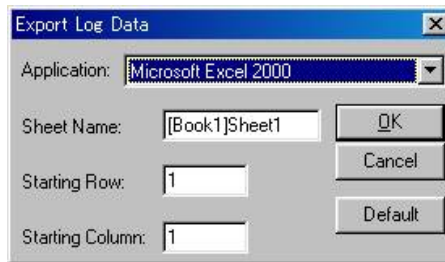 Export Log Data
Application: Microsoft Excel 2000
Sheet Name: [Book1]Sheet1
OK
Cancel
Starting Row: 1
Default
Starting Column: 1